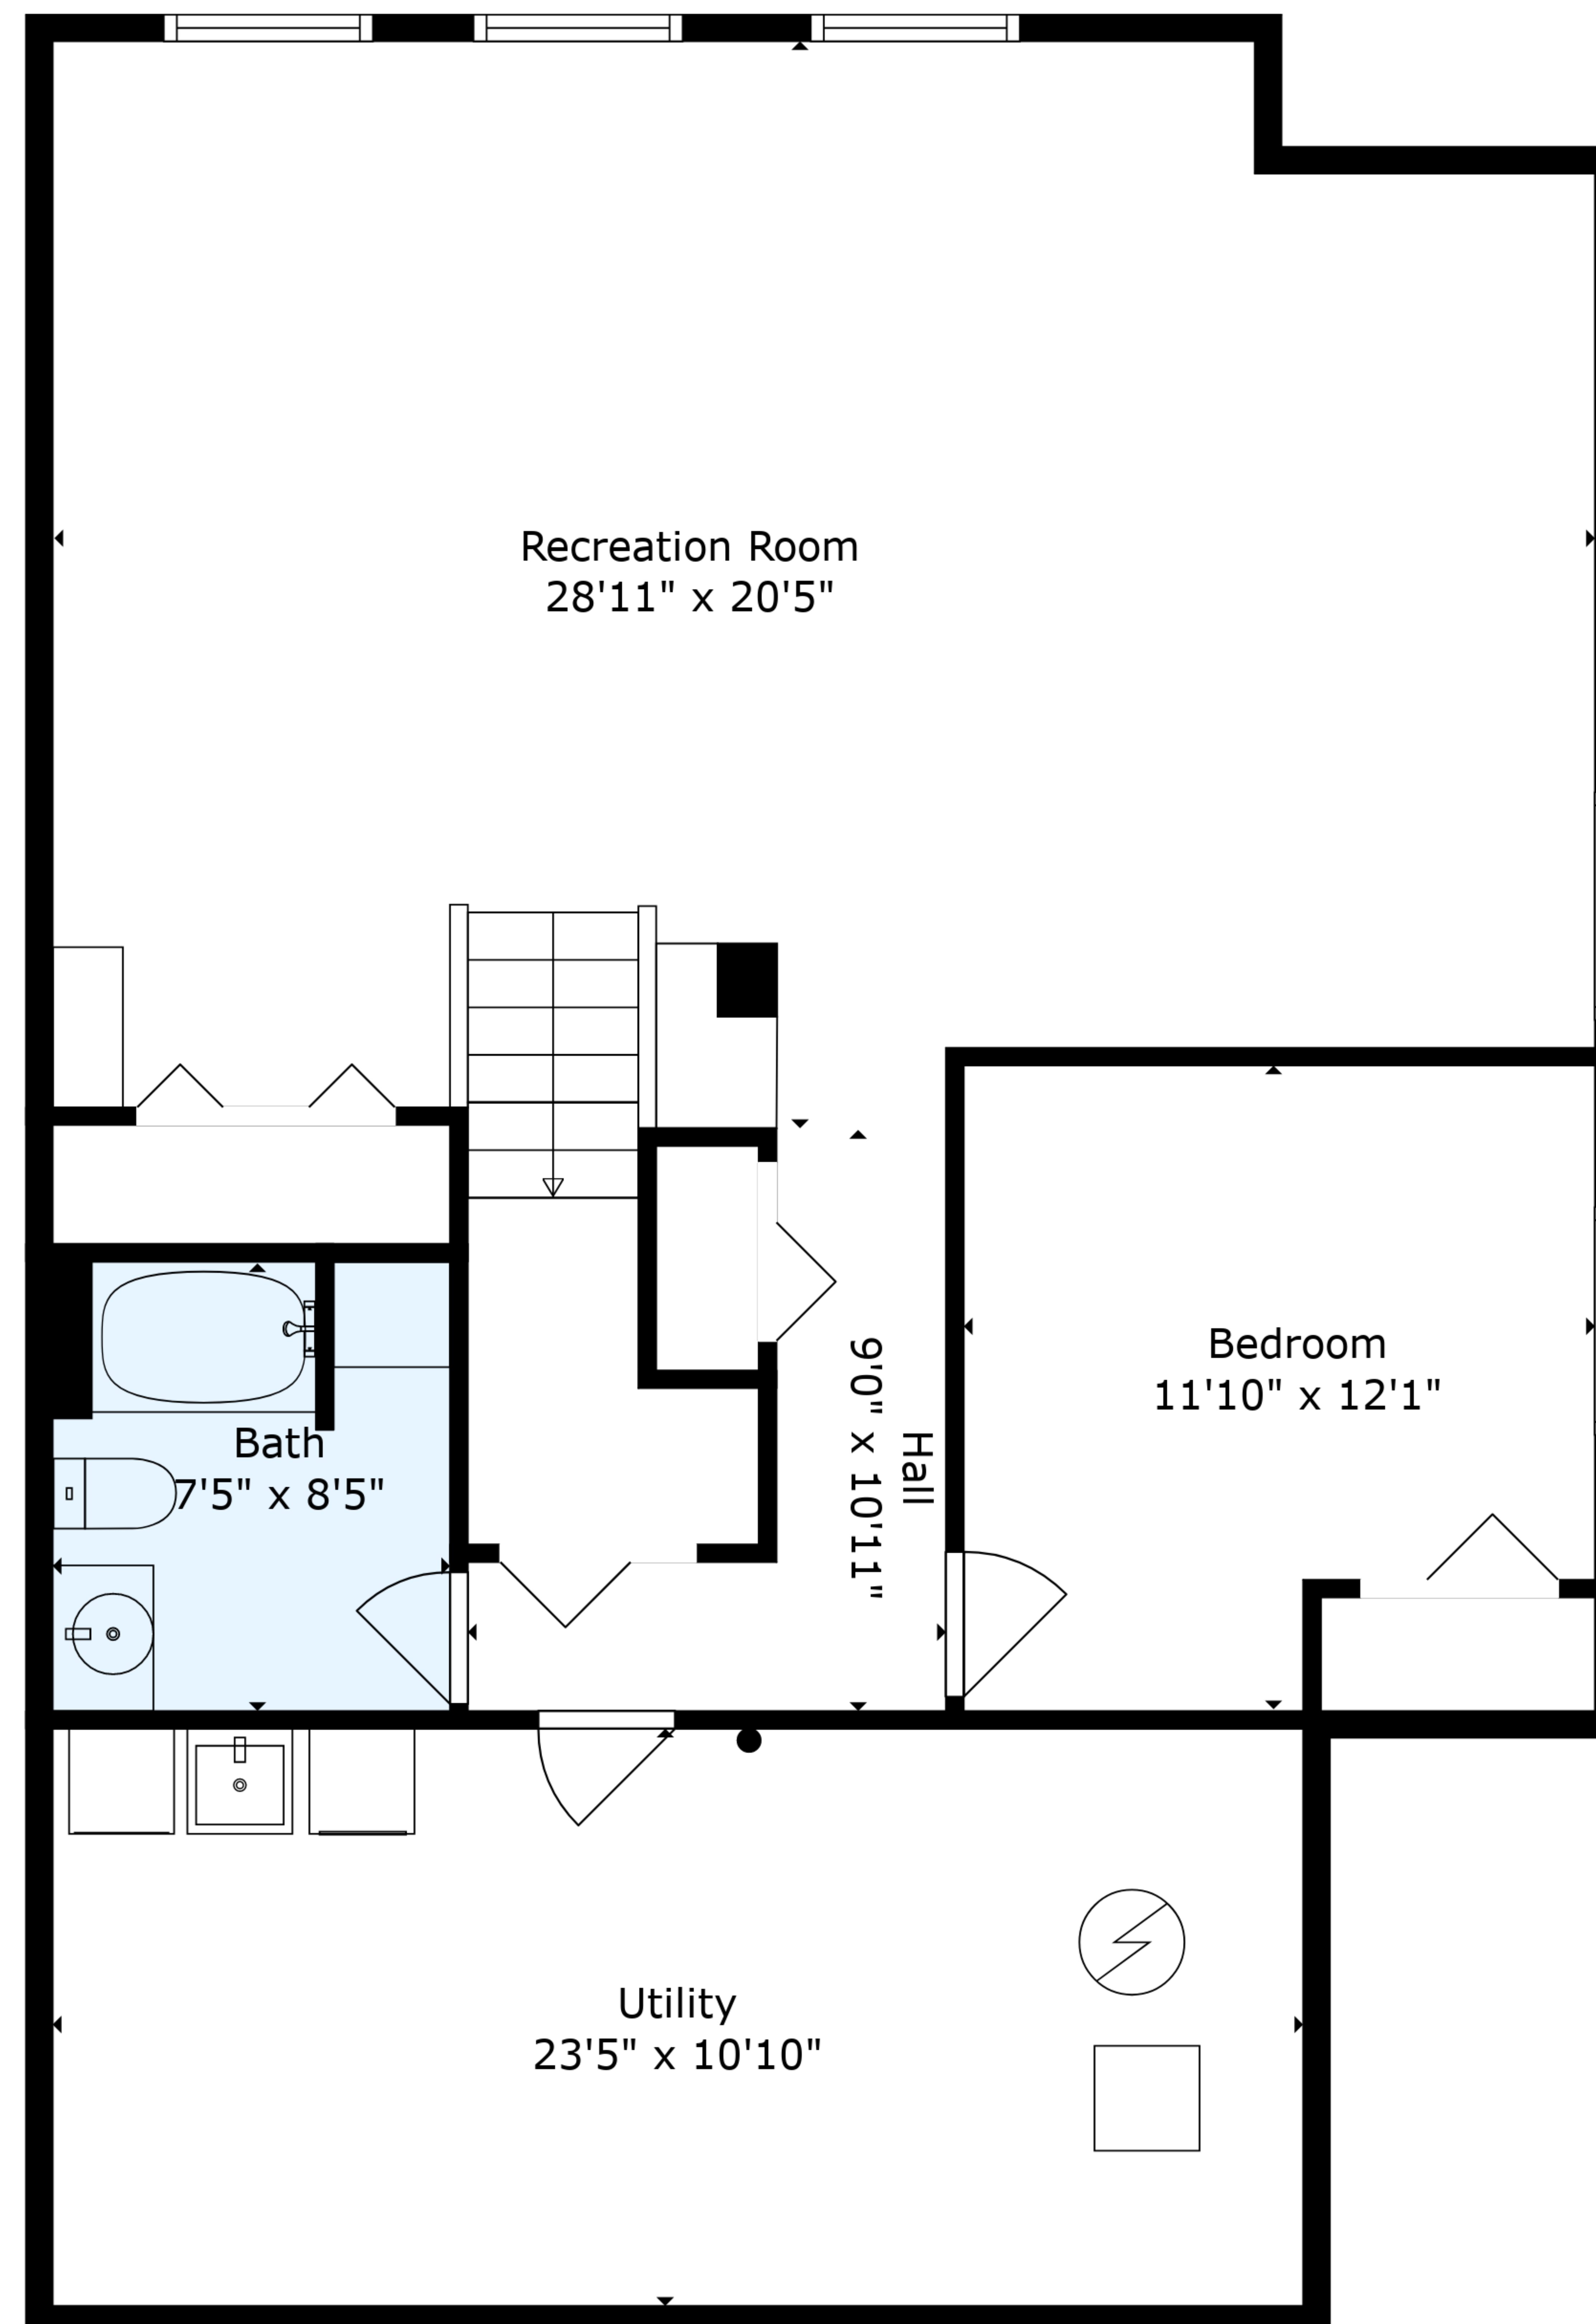 Recreation Room
28'11" x 20'5"
Bedroom
11'10" x 12'1"
Hall
9'0" x 10'11"
Bath
7'5" x 8'5"
Utility
23'5" x 10'10"